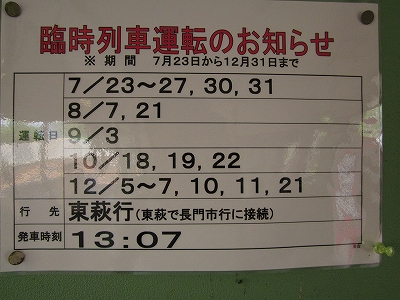 臨時列車運転のお知らせ
※ 期間 7月23日から12月31日まで
7／23～27, 30, 31
8／7, 21
運転日 9／3
10／18, 19, 22
12／5～7, 10, 11, 21
行先 東萩行(東萩で長門市行に接続)
発車時刻 13:07